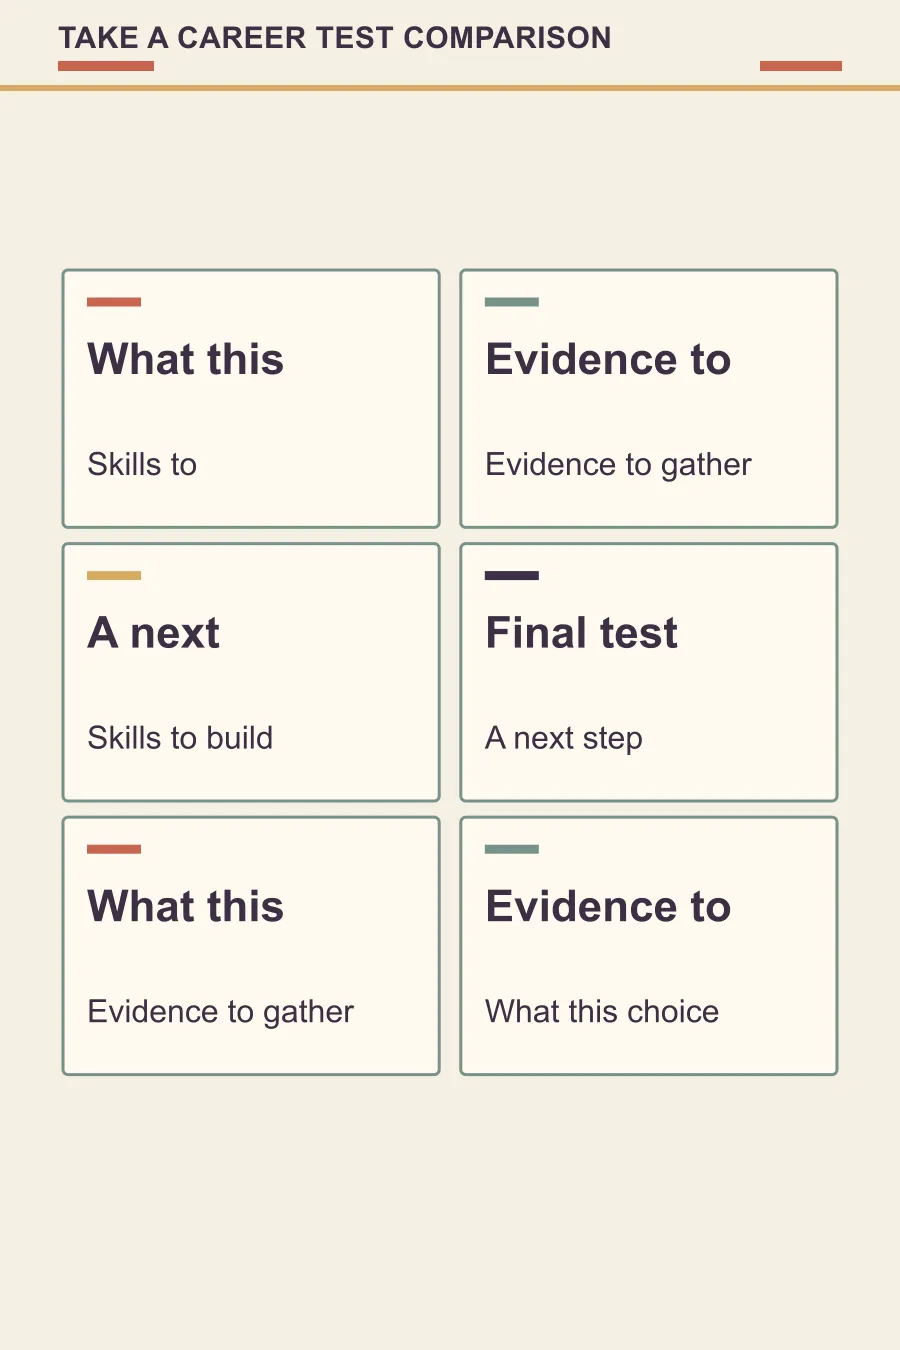 TAKE A CAREER TEST COMPARISON
What this
Skills to
Evidence to
Evidence to gather
A next
Skills to build
Final test
A next step
What this
Evidence to gather
Evidence to
What this choice